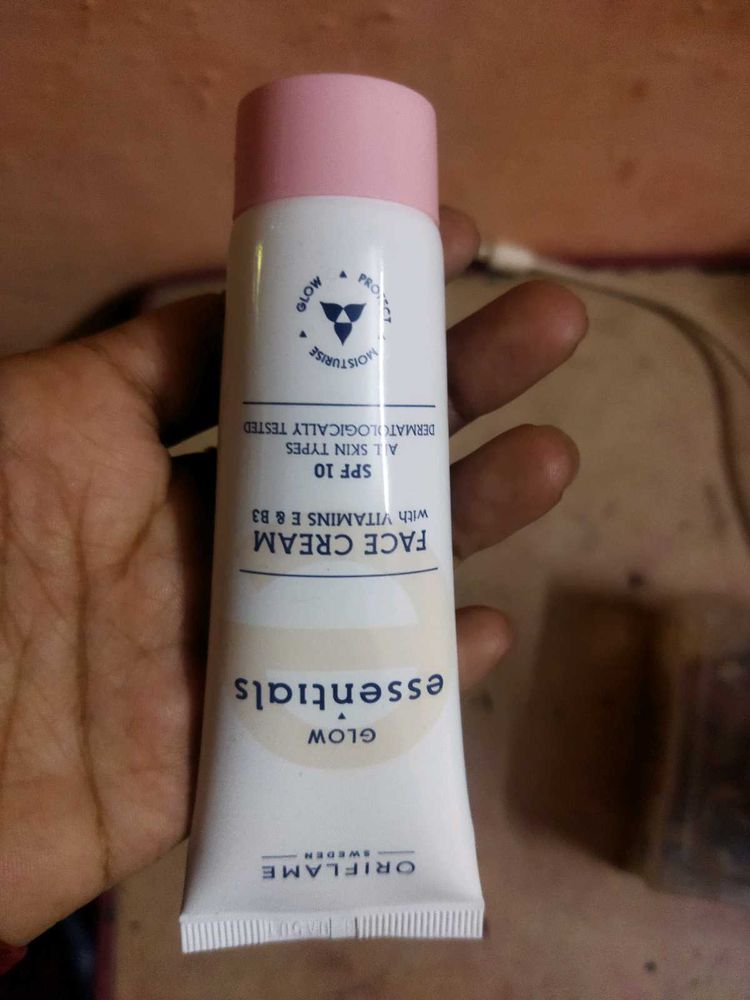 ORIFLAME
SWEDEN
GLOW
essentials
FACE CREAM
with VITAMINS E & B3
SPF 10
ALL SKIN TYPES
DERMATOLOGICALLY TESTED
GLOW
PROTECT
MOISTURISE